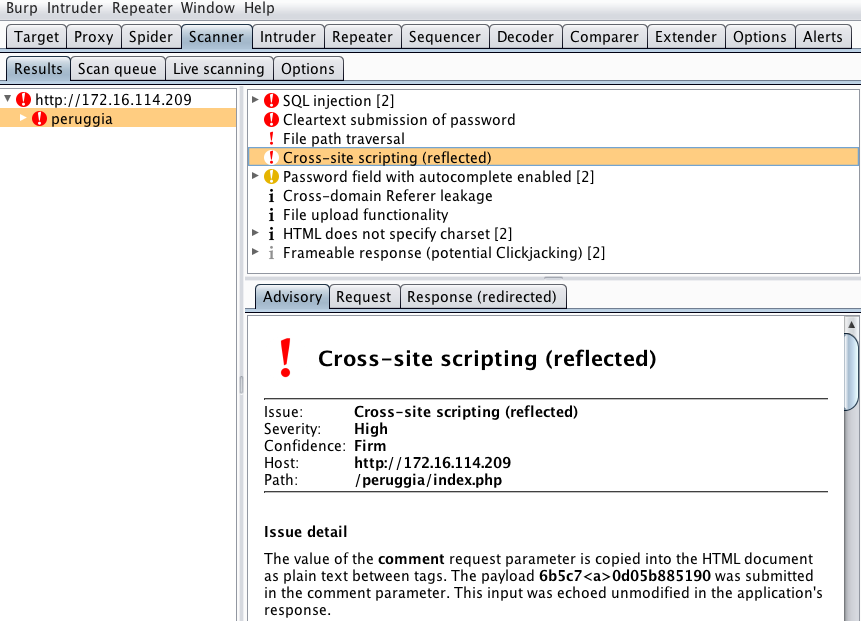 Burp Intruder Repeater Window Help
Target Proxy Spider Scanner Intruder Repeater Sequencer Decoder Comparer Extender Options Alerts
Results Scan queue Live scanning Options
http://172.16.114.209
peruggia
SQL injection [2]
Cleartext submission of password
File path traversal
Cross-site scripting (reflected)
Password field with autocomplete enabled [2]
Cross-domain Referer leakage
File upload functionality
HTML does not specify charset [2]
Frameable response (potential Clickjacking) [2]
Advisory Request Response (redirected)
Cross-site scripting (reflected)
Issue: Cross-site scripting (reflected)
Severity: High
Confidence: Firm
Host: http://172.16.114.209
Path: /peruggia/index.php
Issue detail
The value of the comment request parameter is copied into the HTML document
as plain text between tags. The payload 6b5c7<a>0d05b885190 was submitted
in the comment parameter. This input was echoed unmodified in the application's
response.